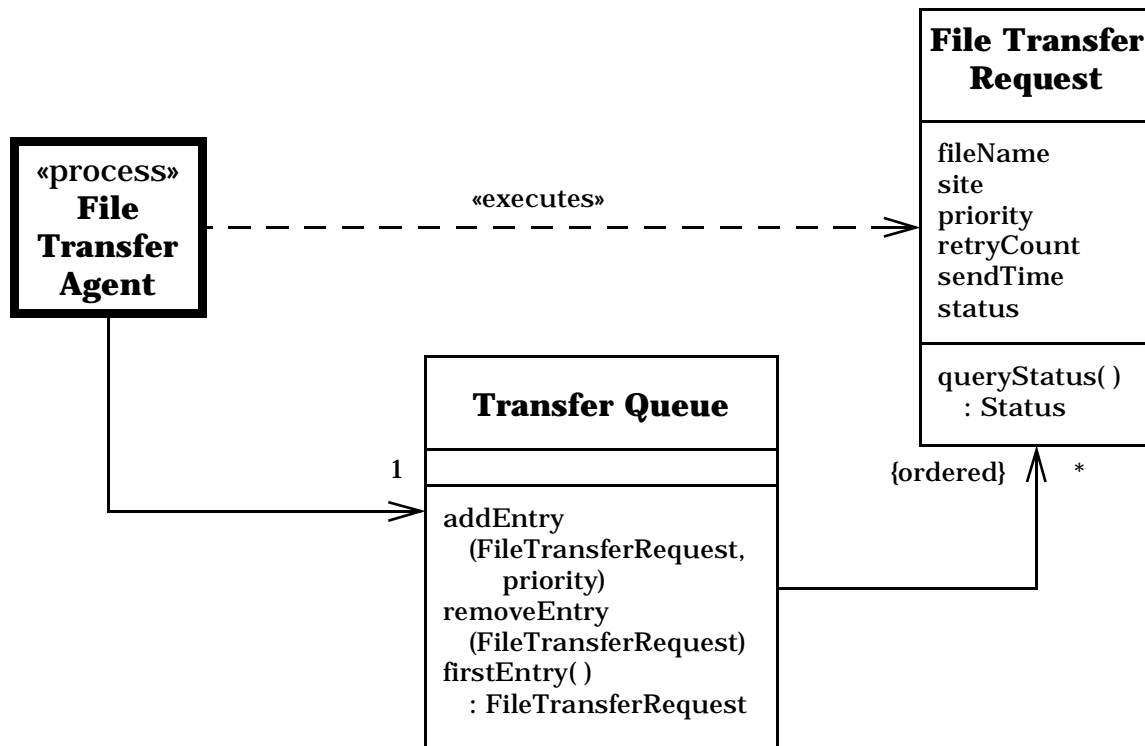 File Transfer
Request
fileName
site
priority
retryCount
sendTime
status
queryStatus( )
: Status
«process»
File
Transfer
Agent
«executes»
Transfer Queue
addEntry
(FileTransferRequest,
priority)
removeEntry
(FileTransferRequest)
firstEntry( )
: FileTransferRequest
1
{ordered}
*